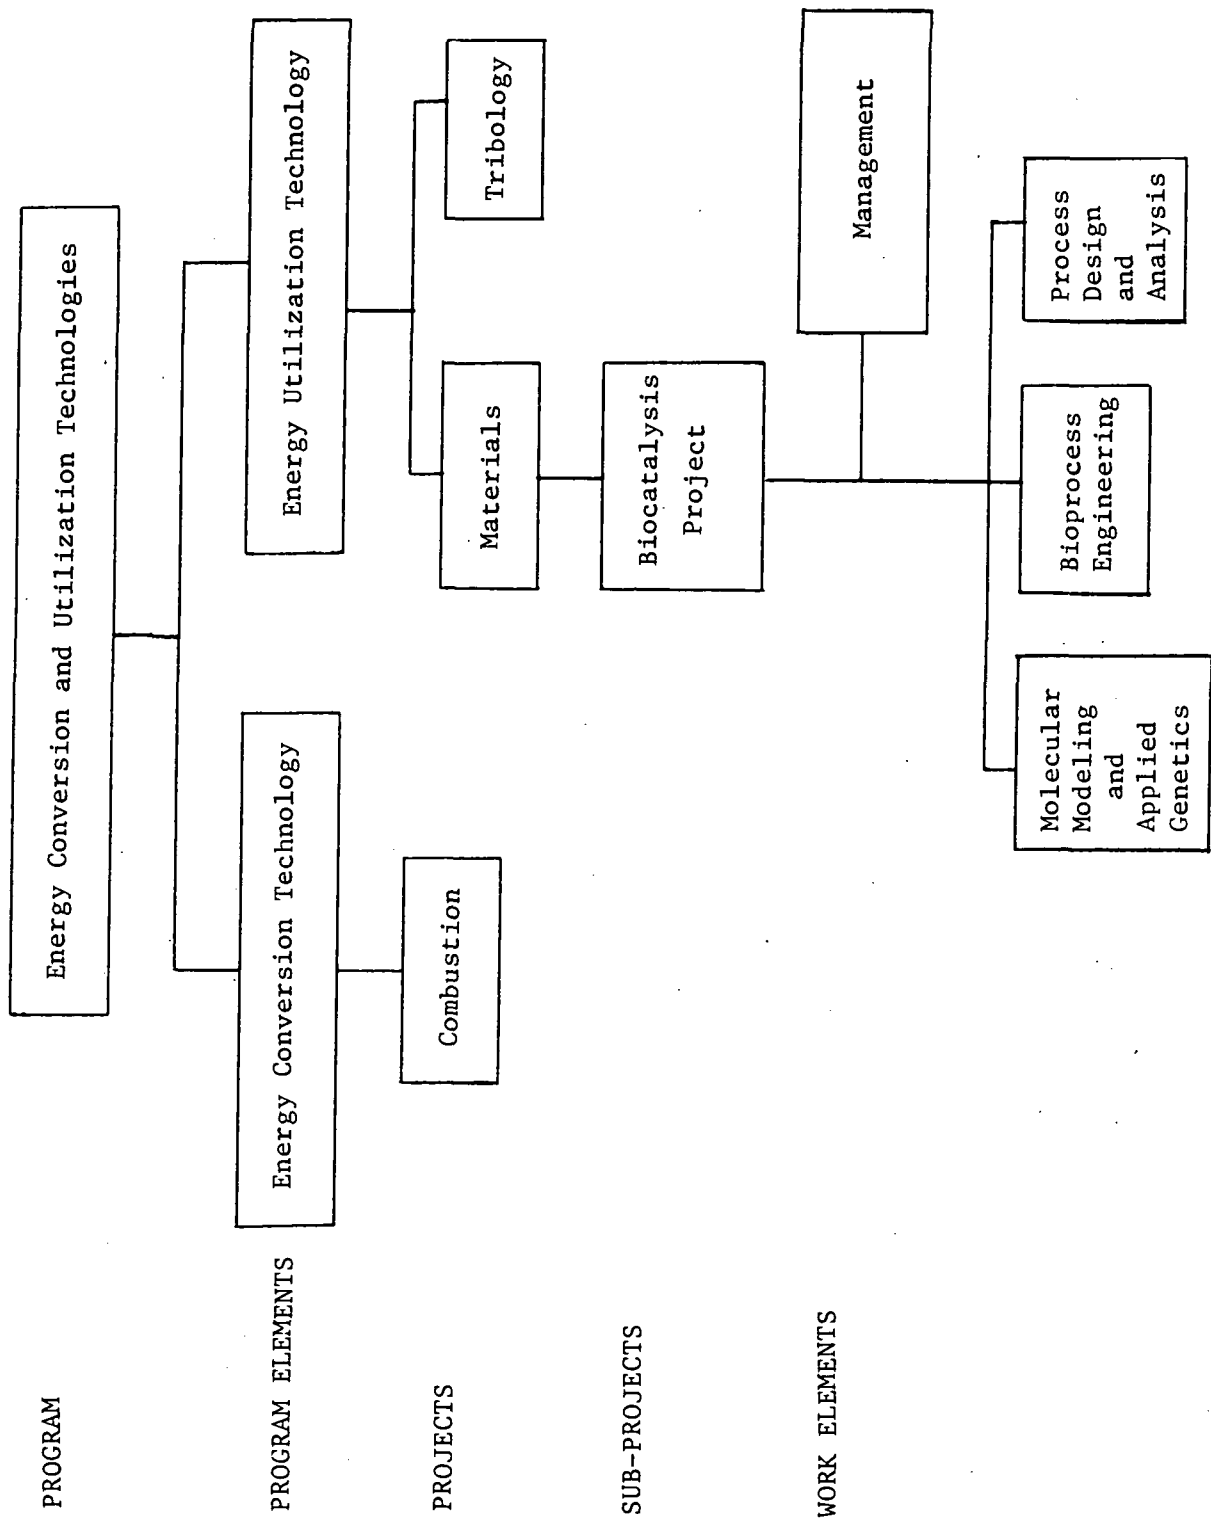 PROGRAM
Energy Conversion and Utilization Technologies
PROGRAM ELEMENTS
Energy Conversion Technology
Energy Utilization Technology
PROJECTS
Combustion
Materials
Tribology
SUB-PROJECTS
Biocatalysis
Project
WORK ELEMENTS
Management
Molecular
Modeling
and
Applied
Genetics
Bioprocess
Engineering
Process
Design
and
Analysis